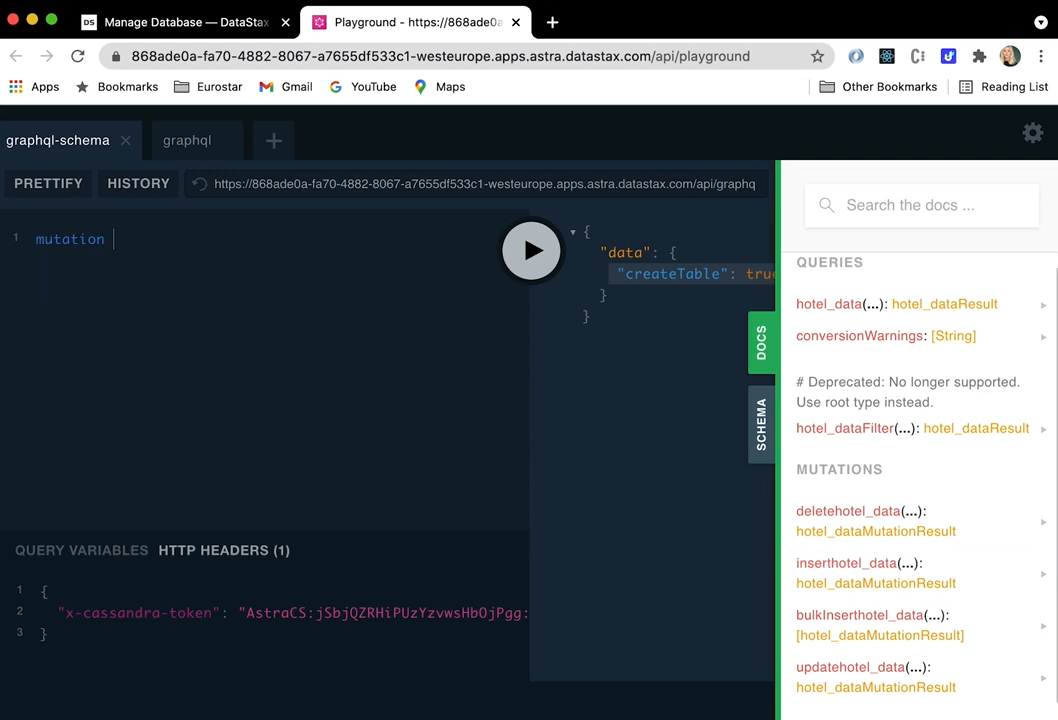 DS Manage Database — DataStax
Playground - https://868ade0a
868ade0a-fa70-4882-8067-a7655df533c1-westeurope.apps.astra.datastax.com/api/playground
Apps
Bookmarks
Eurostar
Gmail
YouTube
Maps
Other Bookmarks
Reading List
graphql-schema
graphql
PRETTIFY
HISTORY
https://868ade0a-fa70-4882-8067-a7655df533c1-westeurope.apps.astra.datastax.com/api/graphq
1 mutation
{
"data": {
"createTable": true
}
}
DOCS
SCHEMA
Search the docs ...
QUERIES
hotel_data(...): hotel_dataResult
conversionWarnings: [String]
# Deprecated: No longer supported.
Use root type instead.
hotel_dataFilter(...): hotel_dataResult
MUTATIONS
deletehotel_data(...):
hotel_dataMutationResult
inserthotel_data(...):
hotel_dataMutationResult
bulkInserthotel_data(...):
[hotel_dataMutationResult]
updatehotel_data(...):
hotel_dataMutationResult
QUERY VARIABLES HTTP HEADERS (1)
1 {
2 "x-cassandra-token": "AstraCS:jSbjQZRHiPUzYzvwsHbOjPgg:
3 }